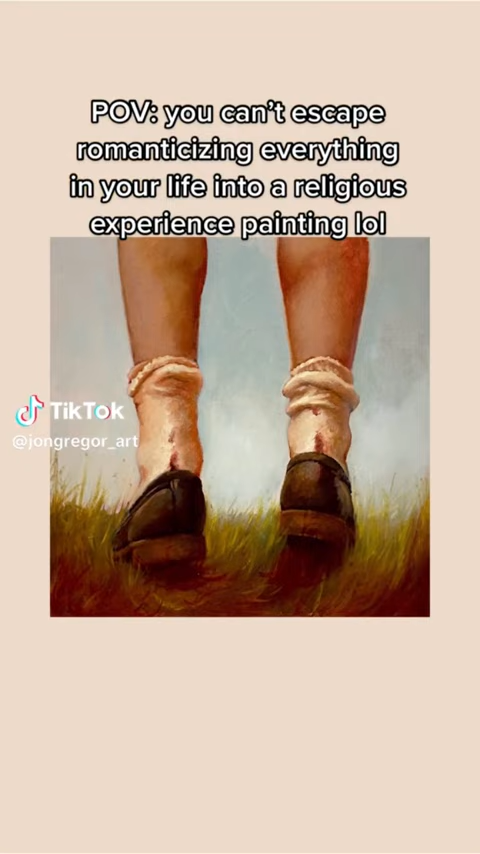 POV: you can't escape
romanticizing everything
in your life into a religious
experience painting lol
TikTok
@jongregor_art